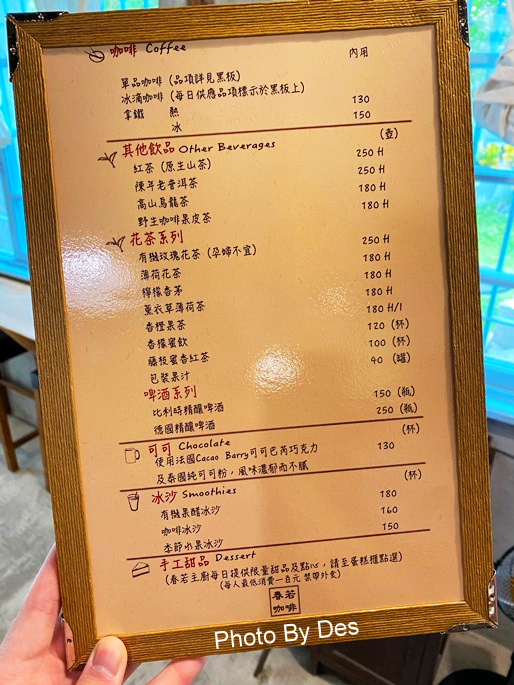 咖啡 Coffee 內用
單品咖啡 (品項詳見黑板)
冰滴咖啡 (每日供應品項標示於黑板上)
拿鐵 熱 130
冰 150
其他飲品 Other Beverages (壺)
紅茶 (原生山茶) 250 H
陳年老普洱茶 250 H
高山烏龍茶 180 H
野生咖啡果皮茶 180 H
花茶系列
有機玫瑰花茶 (孕婦不宜) 250 H
薄荷花茶 180 H
檸檬香茅 180 H
薰衣草薄荷茶 180 H
香橙果茶 180 H/I
香檬蜜飲 120 (杯)
藤枝蜜香紅茶 100 (杯)
包裝果汁 40 (罐)
啤酒系列
比利時精釀啤酒 150 (瓶)
德國精釀啤酒 250 (瓶)
可可 Chocolate (杯)
使用法國Cacao Barry可可巴芮巧克力 130
及泰國純可可粉，風味濃郁而不膩
冰沙 Smoothies (杯)
有機果醋冰沙 180
咖啡冰沙 160
季節水果冰沙 150
手工甜品 Dessert
(春若主廚每日提供限量甜品及點心，請至蛋糕櫃點選)
(每人最低消費一百元 禁帶外食)
春若
咖啡
Photo By Des